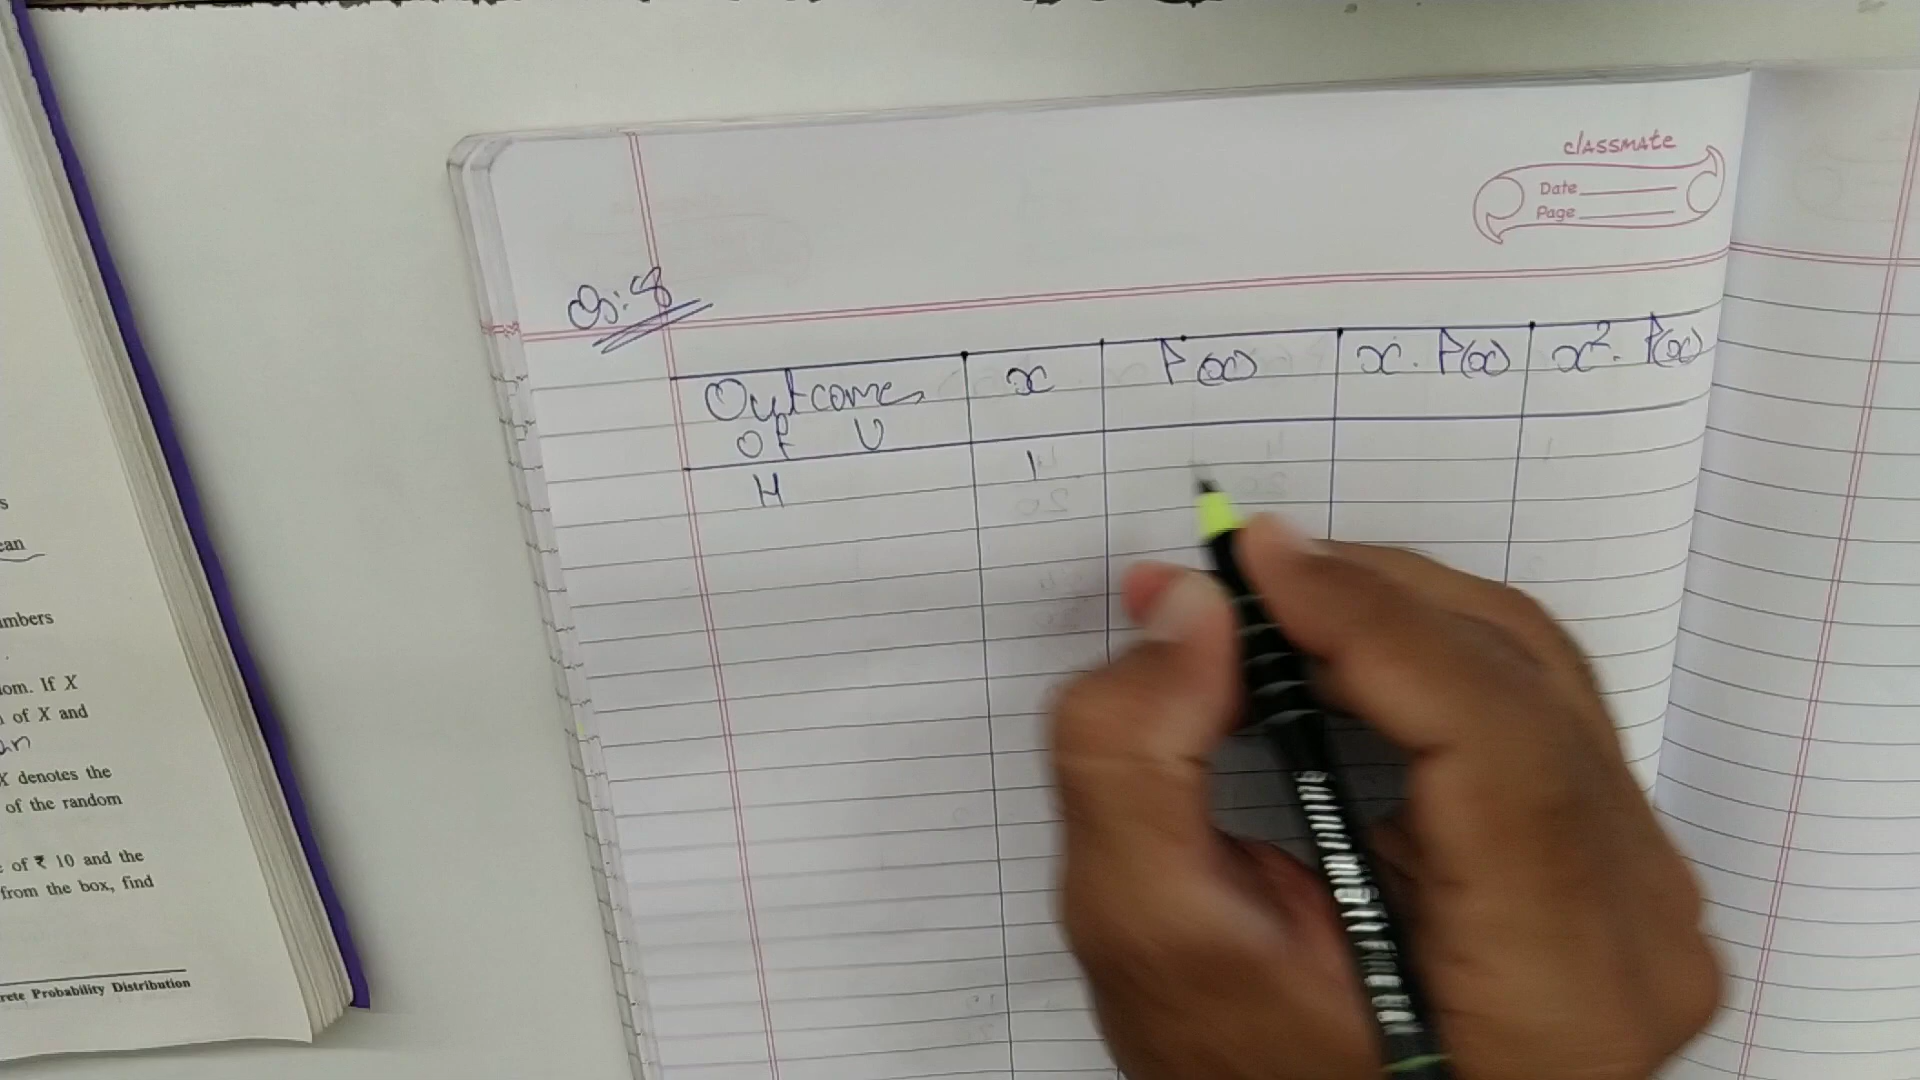 classmate
Date
Page
Q:8
Outcomes of U
x
P(x)
x . P(x)
x² . P(x)
H
1
s
ean
umbers
om. If X
of X and
X denotes the
of the random
of ₹ 10 and the
from the box, find
rete Probability Distribution